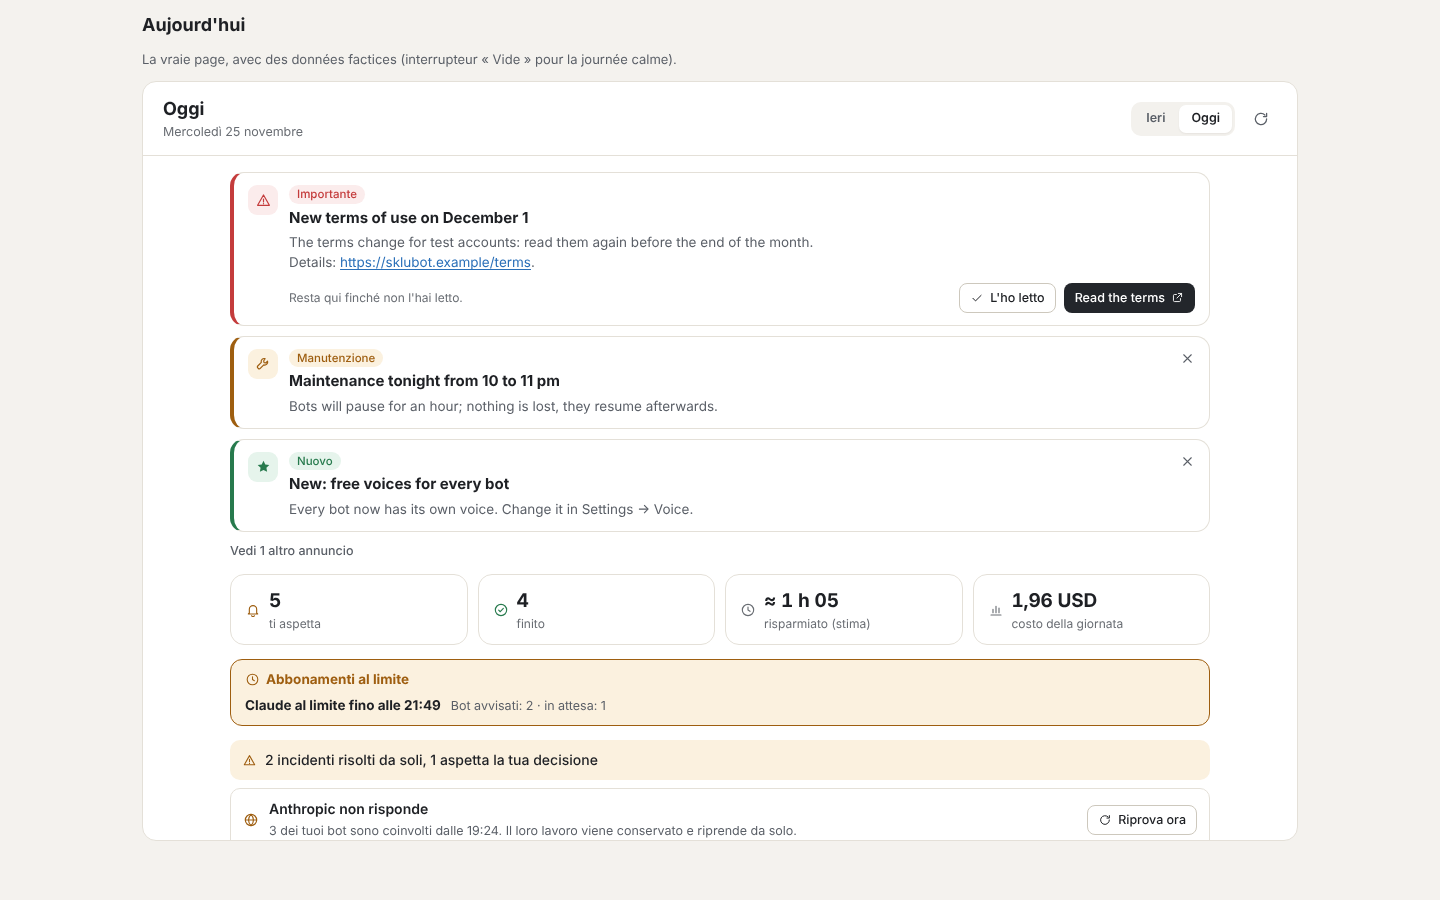 Aujourd'hui
La vraie page, avec des données factices (interrupteur « Vide » pour la journée calme).
Oggi
Mercoledì 25 novembre
Ieri
Oggi
Importante
New terms of use on December 1
The terms change for test accounts: read them again before the end of the month.
Details: https://sklubot.example/terms.
Resta qui finché non l'hai letto.
L'ho letto
Read the terms
Manutenzione
Maintenance tonight from 10 to 11 pm
Bots will pause for an hour; nothing is lost, they resume afterwards.
Nuovo
New: free voices for every bot
Every bot now has its own voice. Change it in Settings → Voice.
Vedi 1 altro annuncio
5
ti aspetta
4
finito
≈ 1 h 05
risparmiato (stima)
1,96 USD
costo della giornata
Abbonamenti al limite
Claude al limite fino alle 21:49 Bot avvisati: 2 · in attesa: 1
2 incidenti risolti da soli, 1 aspetta la tua decisione
Anthropic non risponde
3 dei tuoi bot sono coinvolti dalle 19:24. Il loro lavoro viene conservato e riprende da solo.
Riprova ora